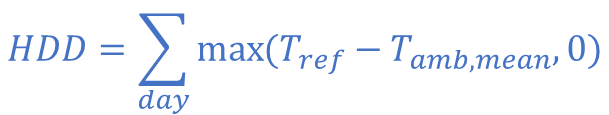 HDD = ∑ max(T_ref − T_amb,mean, 0)
day